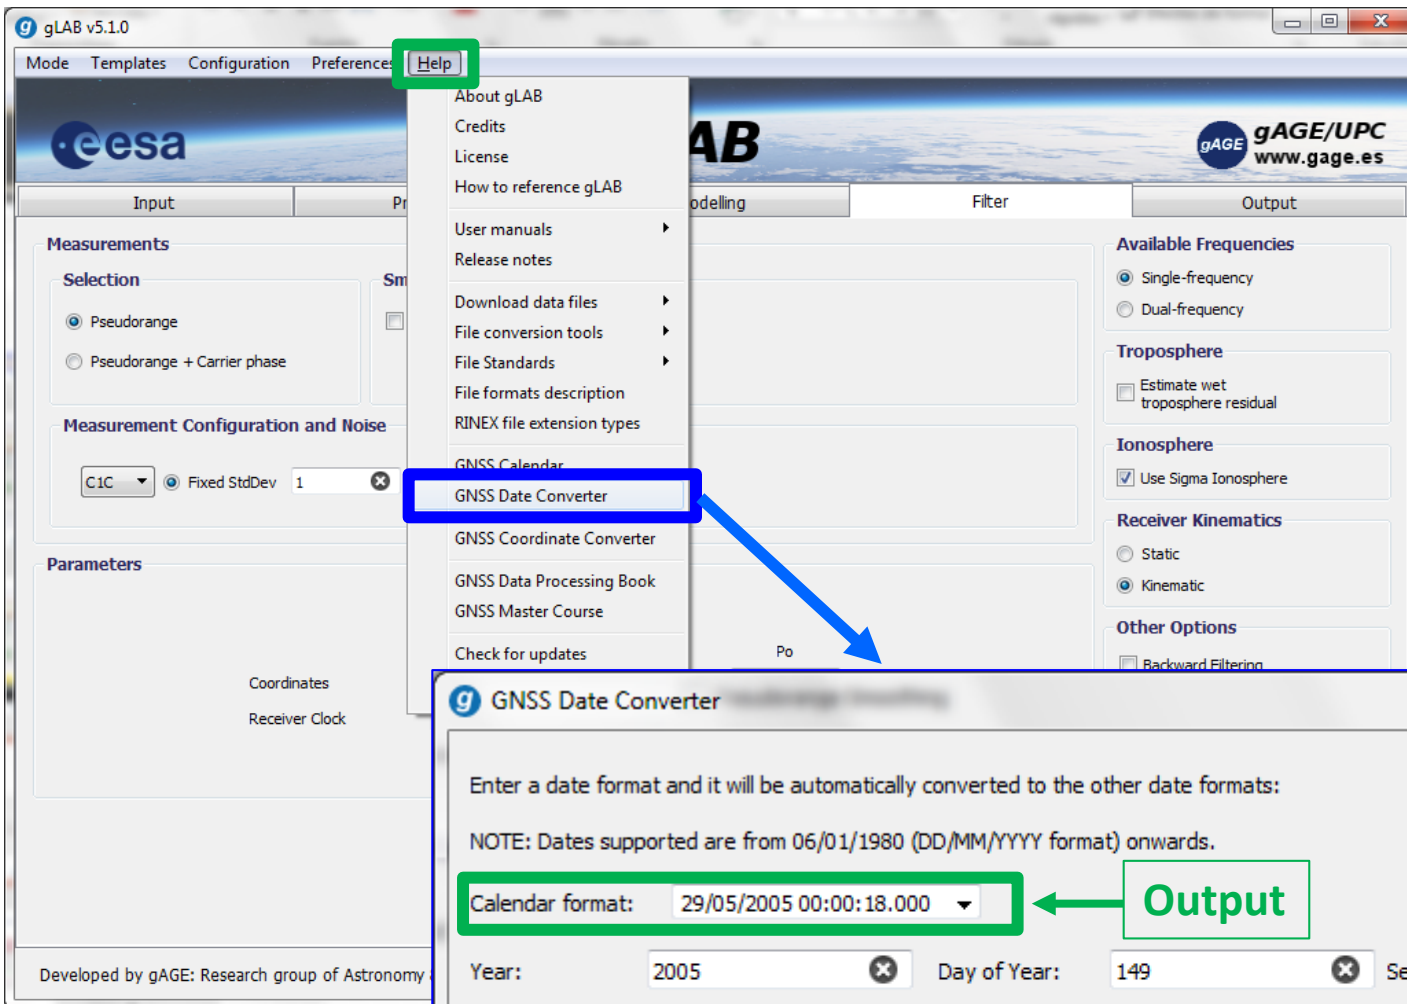 gLAB v5.1.0
Mode Templates Configuration Preferences Help
esa
AB
gAGE
gAGE/UPC
www.gage.es
Input
Pr
odelling
Filter
Output
About gLAB
Credits
License
How to reference gLAB
User manuals
Release notes
Download data files
File conversion tools
File Standards
File formats description
RINEX file extension types
GNSS Calendar
GNSS Date Converter
GNSS Coordinate Converter
GNSS Data Processing Book
GNSS Master Course
Check for updates
Measurements
Selection
Pseudorange
Pseudorange + Carrier phase
Sm
Measurement Configuration and Noise
C1C Fixed StdDev 1
Parameters
Po
Coordinates
Receiver Clock
Available Frequencies
Single-frequency
Dual-frequency
Troposphere
Estimate wet
troposphere residual
Ionosphere
Use Sigma Ionosphere
Receiver Kinematics
Static
Kinematic
Other Options
Backward Filtering
Developed by gAGE: Research group of Astronomy
GNSS Date Converter
Enter a date format and it will be automatically converted to the other date formats:
NOTE: Dates supported are from 06/01/1980 (DD/MM/YYYY format) onwards.
Calendar format: 29/05/2005 00:00:18.000
Output
Year: 2005 Day of Year: 149 Se